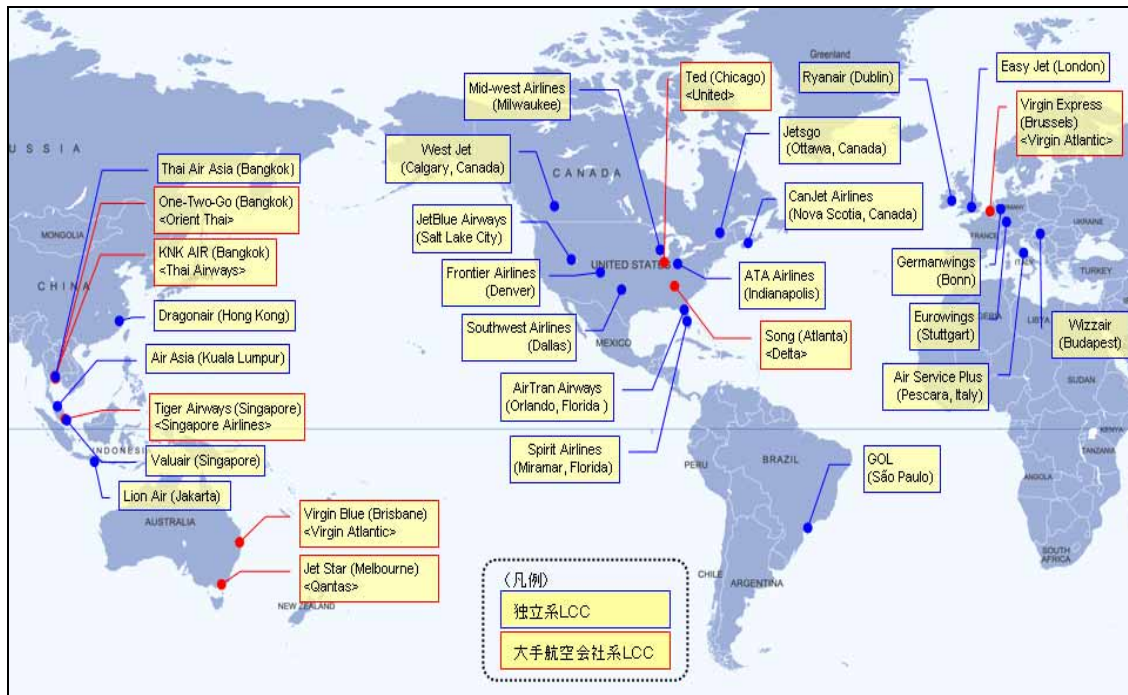 Greenland
Mid-west Airlines
(Milwaukee)
Ted (Chicago)
<United>
Ryanair (Dublin)
Easy Jet (London)
Virgin Express
(Brussels)
<Virgin Atlantic>
West Jet
(Calgary, Canada)
CANADA
Jetsgo
(Ottawa, Canada)
CanJet Airlines
(Nova Scotia, Canada)
RUSSIA
Thai Air Asia (Bangkok)
One-Two-Go (Bangkok)
<Orient Thai>
KNK AIR (Bangkok)
<Thai Airways>
MONGOLIA
CHINA
Dragonair (Hong Kong)
Air Asia (Kuala Lumpur)
Tiger Airways (Singapore)
<Singapore Airlines>
INDONESI
Valuair (Singapore)
Lion Air (Jakarta)
AUSTRALIA
Virgin Blue (Brisbane)
<Virgin Atlantic>
Jet Star (Melbourne)
<Qantas>
NEW ZEALAND
JetBlue Airways
(Salt Lake City)
Frontier Airlines
(Denver)
UNITED STATES
ATA Airlines
(Indianapolis)
Southwest Airlines
(Dallas)
MEXICO
Song (Atlanta)
<Delta>
AirTran Airways
(Orlando, Florida )
Spirit Airlines
(Miramar, Florida)
PERU
BRAZIL
GOL
(São Paulo)
CHILE
ARGENTINA
FRANCE
UKRAINE
ITALY
TURKEY
Germanwings
(Bonn)
Eurowings
(Stuttgart)
LIBYA
Wizzair
(Budapest)
Air Service Plus
(Pescara, Italy)
SUDAN
KENYA
TANZANIA
ANGOLA
SOUTH
AFRICA
(凡例)
独立系LCC
大手航空会社系LCC